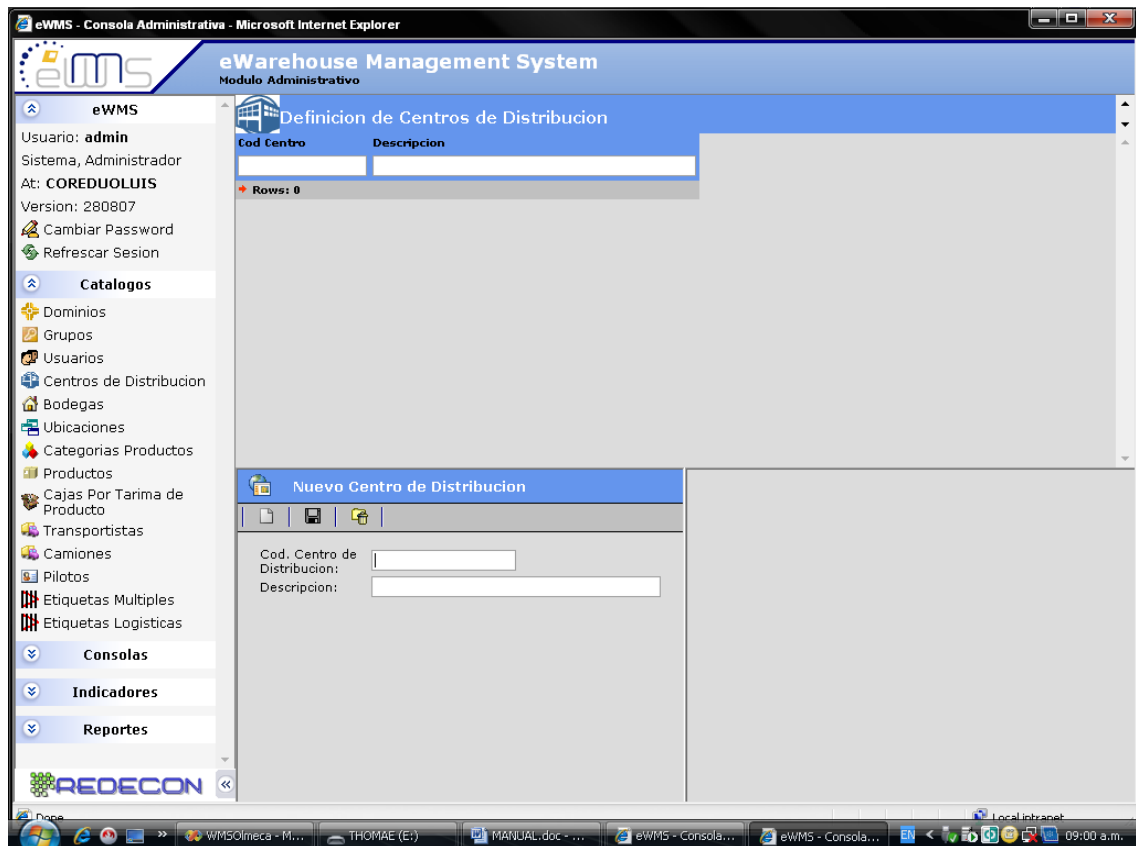 eWMS - Consola Administrativa - Microsoft Internet Explorer
eWMS
eWarehouse Management System
Modulo Administrativo
eWMS
Usuario: admin
Sistema, Administrador
At: COREDUOLUIS
Version: 280807
Cambiar Password
Refrescar Sesion
Catalogos
Dominios
Grupos
Usuarios
Centros de Distribucion
Bodegas
Ubicaciones
Categorias Productos
Productos
Cajas Por Tarima de
Producto
Transportistas
Camiones
Pilotos
Etiquetas Multiples
Etiquetas Logisticas
Consolas
Indicadores
Reportes
REDECON
Definicion de Centros de Distribucion
Cod Centro Descripcion
Rows: 0
Nuevo Centro de Distribucion
Cod. Centro de
Distribucion:
Descripcion:
Done Local intranet
WMSOlmeca - M... THOMAE (E:) MANUAL.doc - ... eWMS - Consola... eWMS - Consola... EN 09:00 a.m.